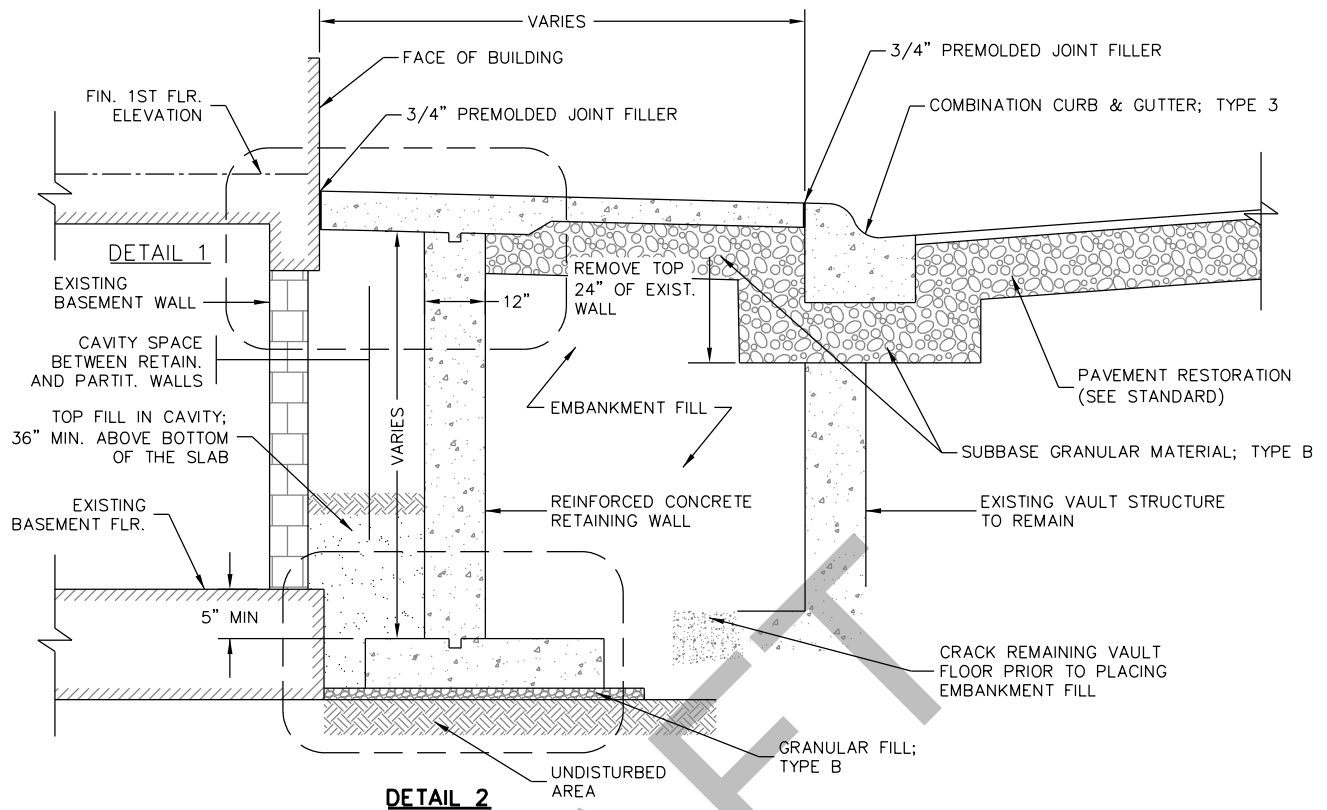 VARIES
FACE OF BUILDING
3/4" PREMOLDED JOINT FILLER
FIN. 1ST FLR.
ELEVATION
3/4" PREMOLDED JOINT FILLER
COMBINATION CURB & GUTTER; TYPE 3
DETAIL 1
EXISTING
BASEMENT WALL
REMOVE TOP
24" OF EXIST.
WALL
12"
CAVITY SPACE
BETWEEN RETAIN.
AND PARTIT. WALLS
PAVEMENT RESTORATION
(SEE STANDARD)
TOP FILL IN CAVITY;
36" MIN. ABOVE BOTTOM
OF THE SLAB
VARIES
EMBANKMENT FILL
SUBBASE GRANULAR MATERIAL; TYPE B
EXISTING
BASEMENT FLR.
REINFORCED CONCRETE
RETAINING WALL
EXISTING VAULT STRUCTURE
TO REMAIN
5" MIN
CRACK REMAINING VAULT
FLOOR PRIOR TO PLACING
EMBANKMENT FILL
GRANULAR FILL;
TYPE B
UNDISTURBED
AREA
DETAIL 2